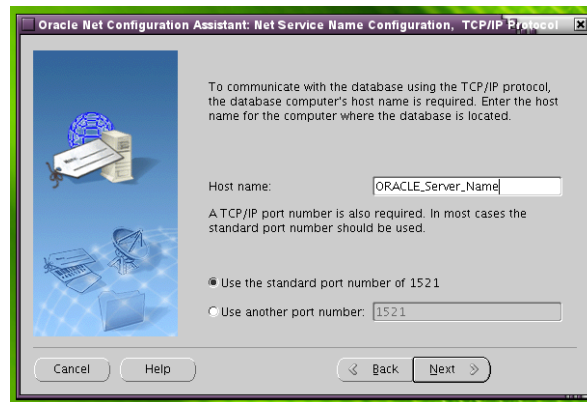 Oracle Net Configuration Assistant: Net Service Name Configuration, TCP/IP Protocol
To communicate with the database using the TCP/IP protocol,
the database computer's host name is required. Enter the host
name for the computer where the database is located.
Host name: ORACLE_Server_Name
A TCP/IP port number is also required. In most cases the
standard port number should be used.
Use the standard port number of 1521
Use another port number: 1521
Cancel Help Back Next